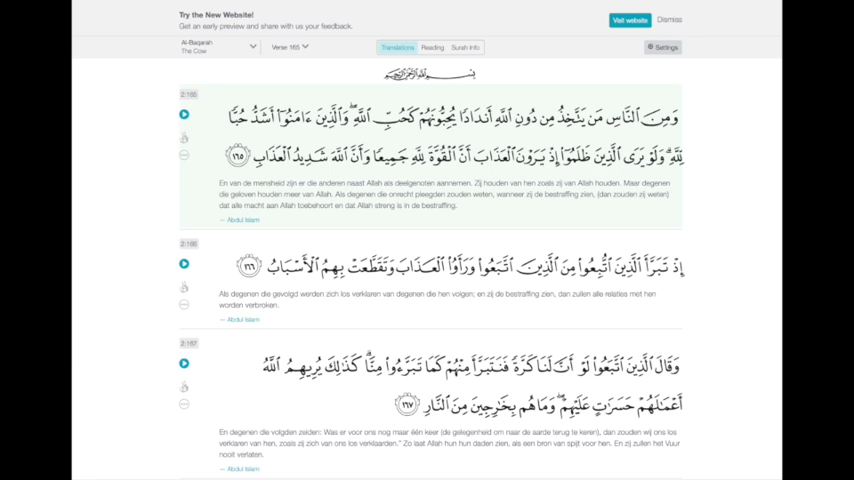 Try the New Website!
Get an early preview and share with us your feedback.
Visit website
Dismiss
Al-Baqarah
The Cow
Verse 165
Translations
Reading
Surah Info
Settings
بِسْمِ اللَّهِ الرَّحْمَٰنِ الرَّحِيمِ
2:165
وَمِنَ النَّاسِ مَن يَتَّخِذُ مِن دُونِ اللَّهِ أَندَادًا يُحِبُّونَهُمْ كَحُبِّ اللَّهِ ۖ وَالَّذِينَ ءَامَنُوٓا أَشَدُّ حُبًّا
لِّلَّهِ ۗ وَلَوْ يَرَى الَّذِينَ ظَلَمُوٓا إِذْ يَرَوْنَ الْعَذَابَ أَنَّ الْقُوَّةَ لِلَّهِ جَمِيعًا وَأَنَّ اللَّهَ شَدِيدُ الْعَذَابِ ١٦٥
En van de mensheid zijn er die anderen naast Allah als deelgenoten aannemen. Zij houden van hen zoals zij van Allah houden. Maar degenen
die geloven houden meer van Allah. Als degenen die onrecht pleegden zouden weten, wanneer zij de bestraffing zien, (dan zouden zij weten)
dat alle macht aan Allah toebehoort en dat Allah streng is in de bestraffing.
— Abdul Islam
2:166
إِذْ تَبَرَّأَ الَّذِينَ اتُّبِعُوا مِنَ الَّذِينَ اتَّبَعُوا وَرَأَوُا الْعَذَابَ وَتَقَطَّعَتْ بِهِمُ الْأَسْبَابُ ١٦٦
Als degenen die gevolgd werden zich los verklaren van degenen die hen volgen; en zij de bestraffing zien, dan zullen alle relaties met hen
worden verbroken.
— Abdul Islam
2:167
وَقَالَ الَّذِينَ اتَّبَعُوا لَوْ أَنَّ لَنَا كَرَّةً فَنَتَبَرَّأَ مِنْهُمْ كَمَا تَبَرَّءُوا مِنَّا ۗ كَذَٰلِكَ يُرِيهِمُ اللَّهُ
أَعْمَٰلَهُمْ حَسَرَٰتٍ عَلَيْهِمْ ۖ وَمَا هُم بِخَٰرِجِينَ مِنَ النَّارِ ١٦٧
En degenen die volgden zeiden: Was er voor ons nog maar één keer (de gelegenheid om naar de aarde terug te keren), dan zouden wij ons los
verklaren van hen, zoals zij zich van ons los verklaarden." Zo laat Allah hun hun daden zien, als een bron van spijt voor hen. En zij zullen het Vuur
nooit verlaten.
— Abdul Islam